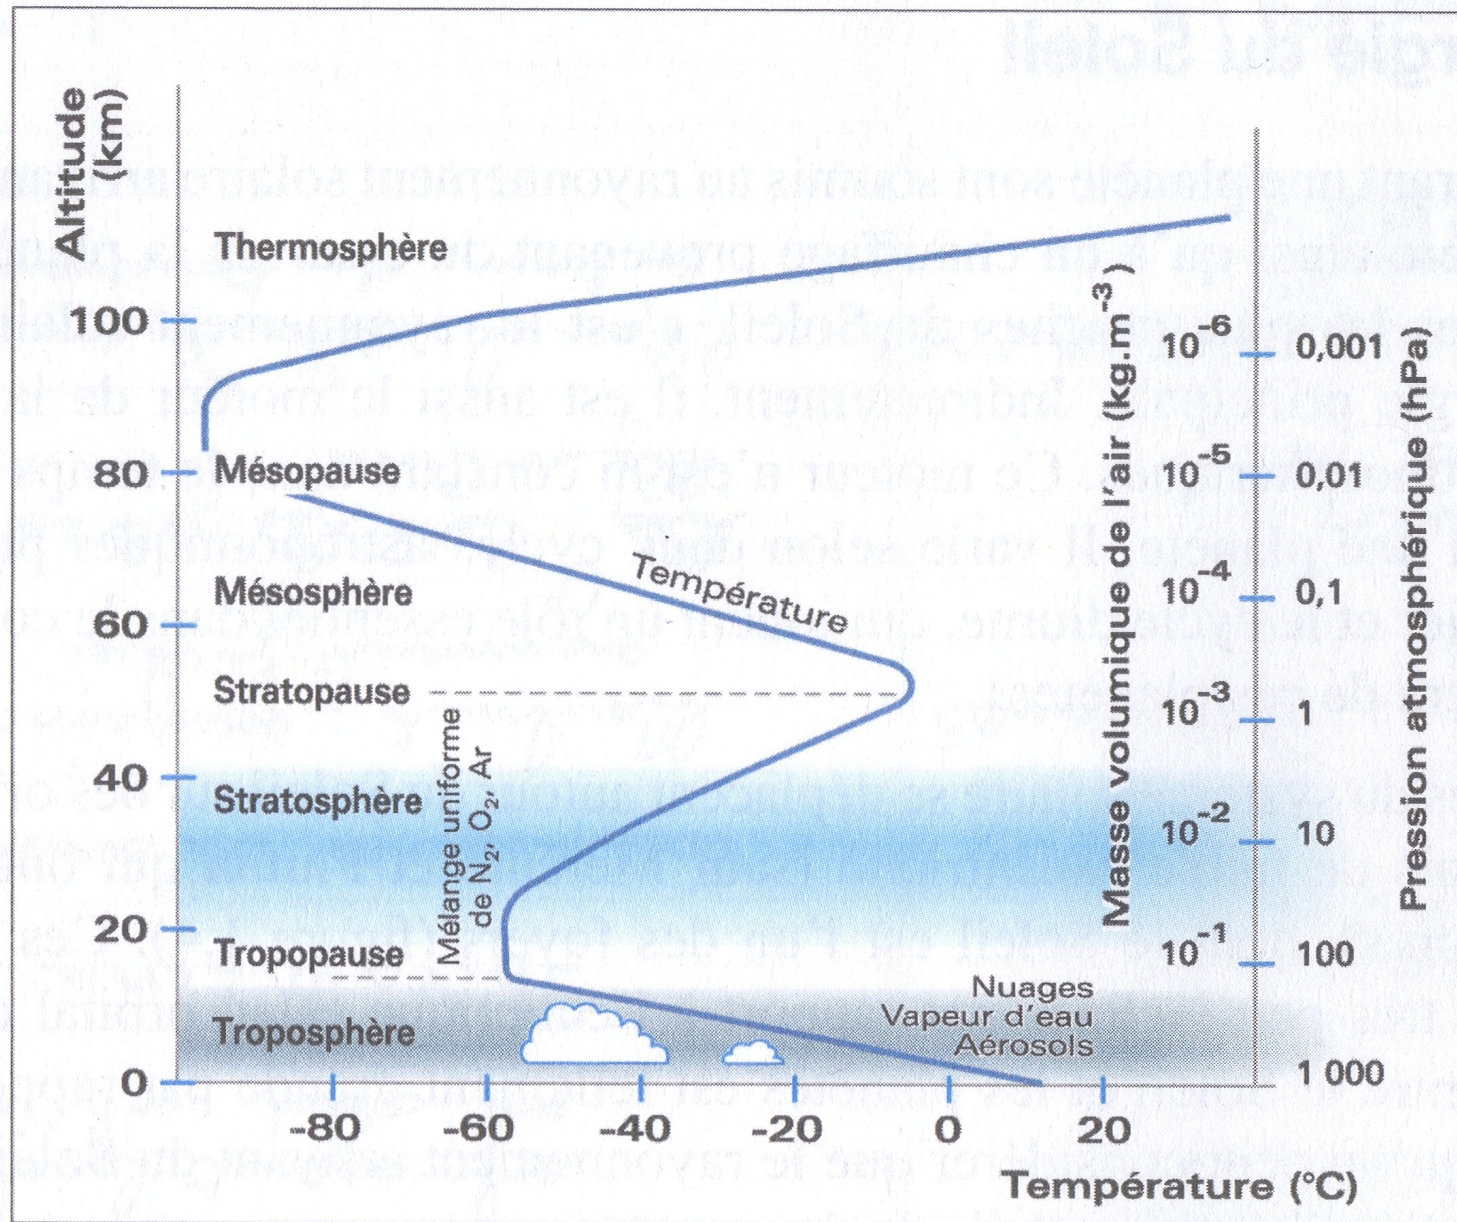 Altitude
(km)
Thermosphère
100
80
Mésopause
Température
Mésosphère
60
Stratopause
Mélange uniforme
de N₂, O₂, Ar
40
Stratosphère
20
Tropopause
Nuages
Vapeur d'eau
Aérosols
Troposphère
0
-80
-60
-40
-20
0
20
Température (°C)
Masse volumique de l'air (kg.m⁻³)
10⁻⁶
10⁻⁵
10⁻⁴
10⁻³
10⁻²
10⁻¹
0,001
0,01
0,1
1
10
100
1 000
Pression atmosphérique (hPa)